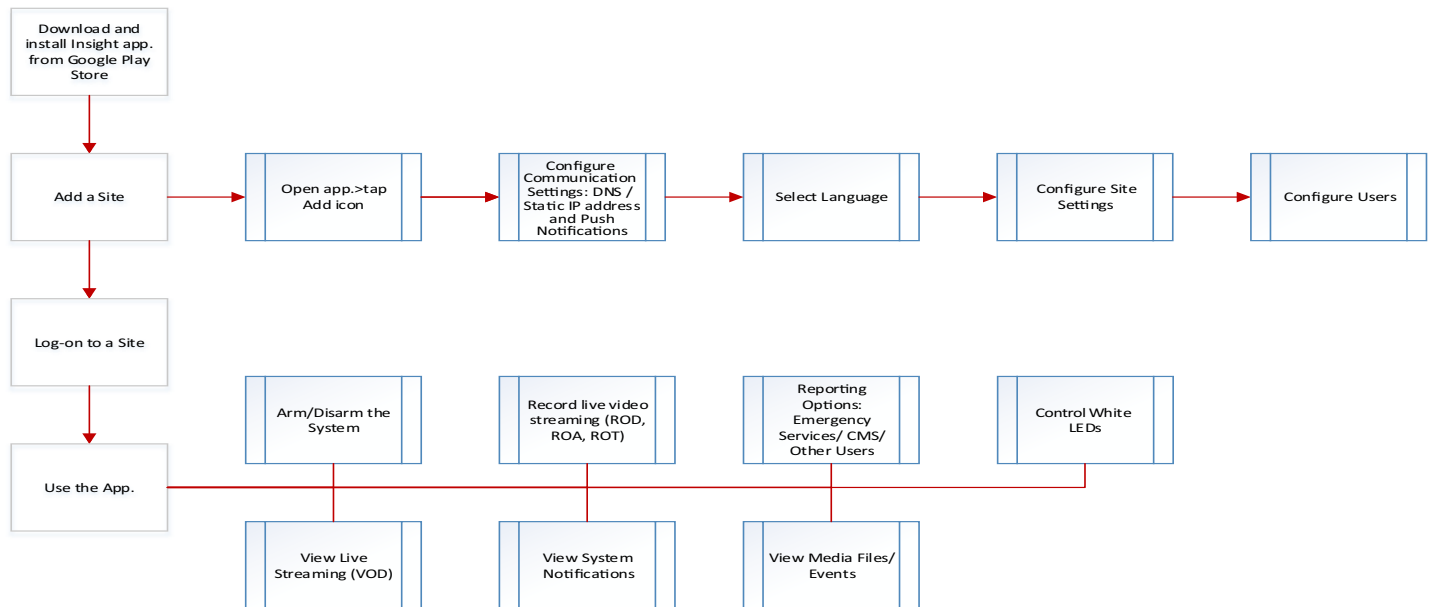 Download and
install Insight app.
from Google Play
Store
Add a Site
Open app.>tap
Add icon
Configure
Communication
Settings: DNS /
Static IP address
and Push
Notifications
Select Language
Configure Site
Settings
Configure Users
Log-on to a Site
Arm/Disarm the
System
Record live video
streaming (ROD,
ROA, ROT)
Reporting
Options:
Emergency
Services/ CMS/
Other Users
Control White
LEDs
Use the App.
View Live
Streaming (VOD)
View System
Notifications
View Media Files/
Events